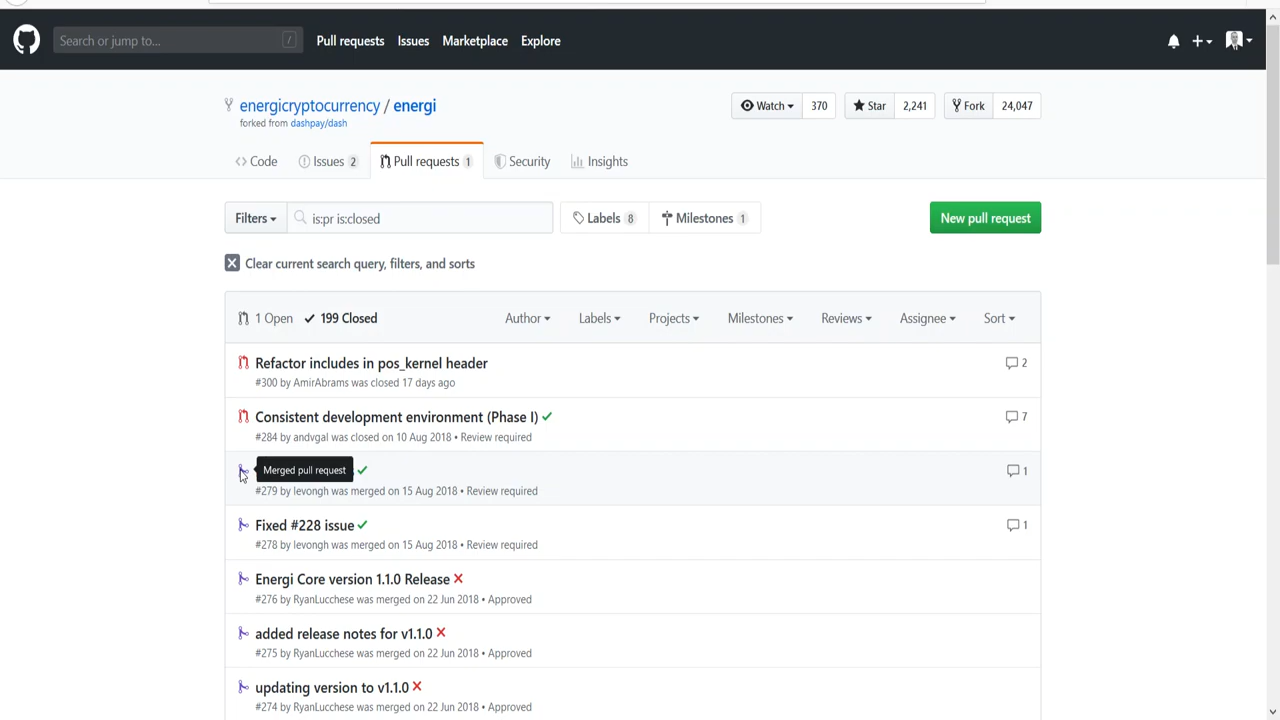 Search or jump to... / Pull requests Issues Marketplace Explore
energicryptocurrency / energi Watch 370 Star 2,241 Fork 24,047
forked from dashpay/dash
Code Issues 2 Pull requests 1 Security Insights
Filters is:pr is:closed Labels 8 Milestones 1 New pull request
Clear current search query, filters, and sorts
1 Open 199 Closed Author Labels Projects Milestones Reviews Assignee Sort
Refactor includes in pos_kernel header 2
#300 by AmirAbrams was closed 17 days ago
Consistent development environment (Phase I) 7
#284 by andvgal was closed on 10 Aug 2018 • Review required
Merged pull request 1
#279 by levongh was merged on 15 Aug 2018 • Review required
Fixed #228 issue 1
#278 by levongh was merged on 15 Aug 2018 • Review required
Energi Core version 1.1.0 Release
#276 by RyanLucchese was merged on 22 Jun 2018 • Approved
added release notes for v1.1.0
#275 by RyanLucchese was merged on 22 Jun 2018 • Approved
updating version to v1.1.0
#274 by RyanLucchese was merged on 22 Jun 2018 • Approved